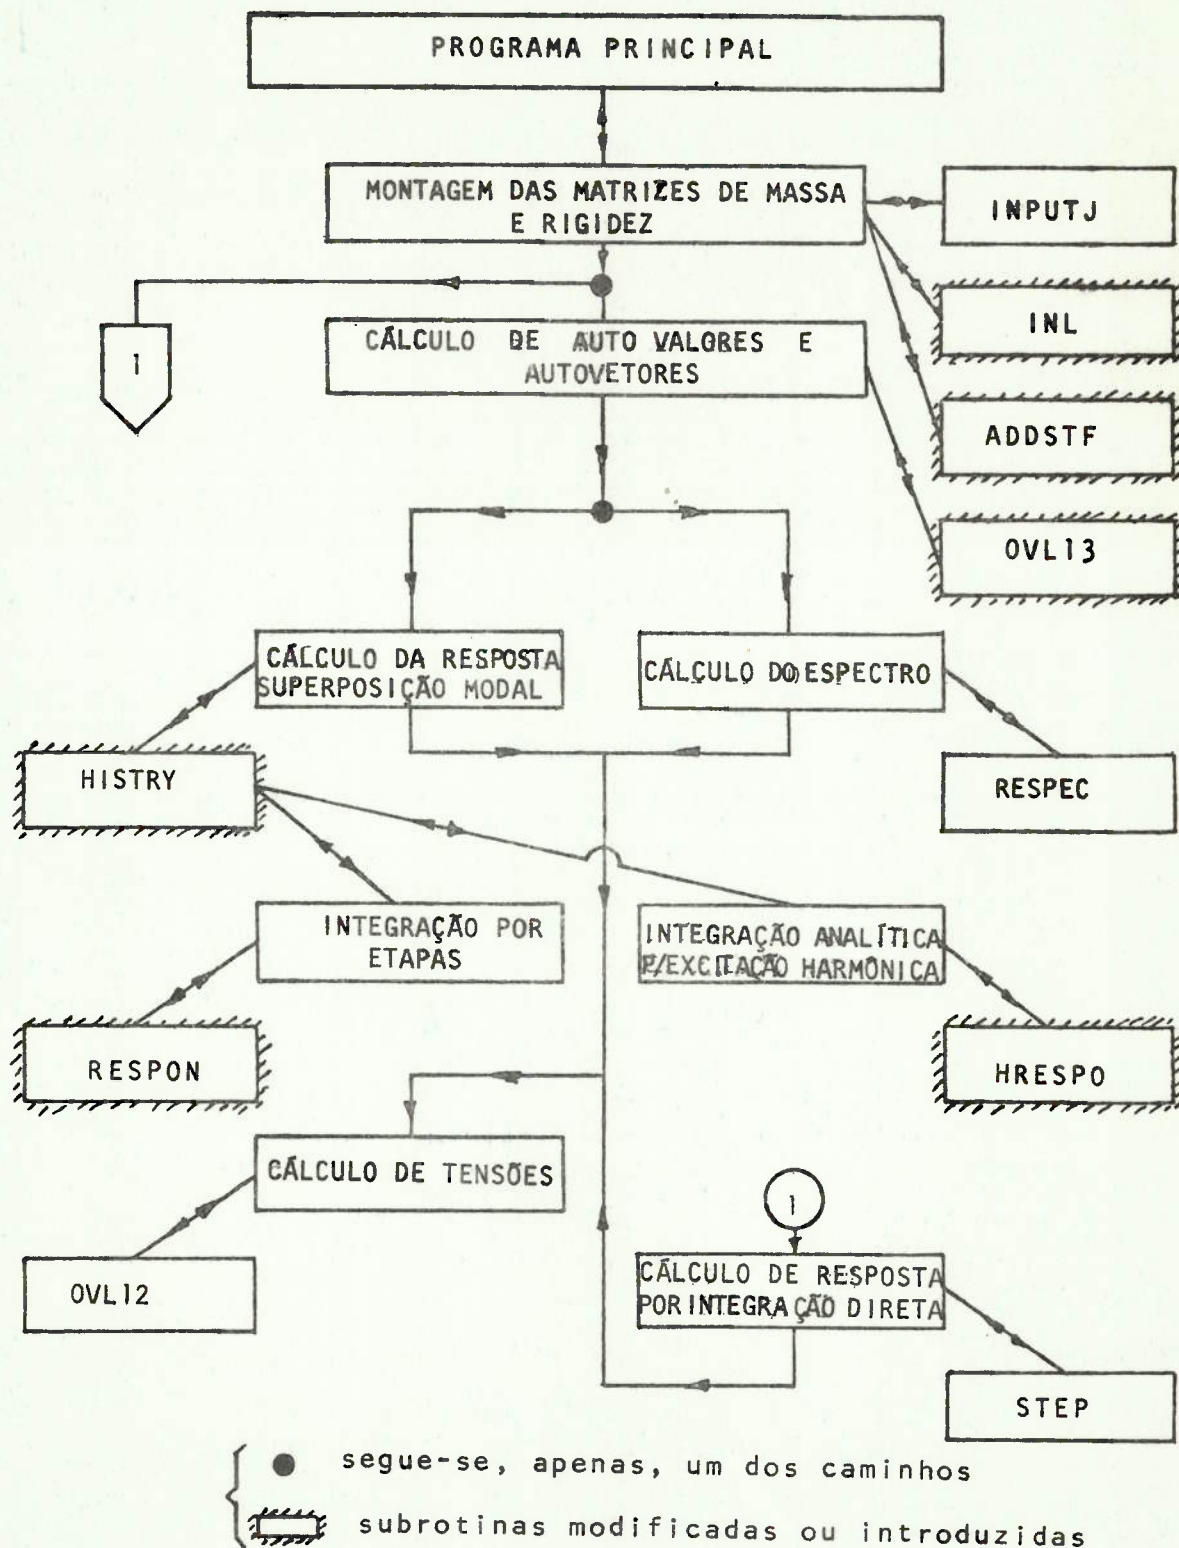 PROGRAMA PRINCIPAL
MONTAGEM DAS MATRIZES DE MASSA
E RIGIDEZ
INPUTJ
INL
1
CÁLCULO DE AUTO VALORES E
AUTOVETORES
ADDSTF
OVL13
CÁLCULO DA RESPOSTA
SUPERPOSIÇÃO MODAL
CÁLCULO DO ESPECTRO
HISTRY
RESPEC
INTEGRAÇÃO POR
ETAPAS
INTEGRAÇÃO ANALÍTICA
P/EXCITAÇÃO HARMÔNICA
RESPON
HRESPO
CÁLCULO DE TENSÕES
1
OVL12
CÁLCULO DE RESPOSTA
POR INTEGRAÇÃO DIRETA
STEP
segue-se, apenas, um dos caminhos
subrotinas modificadas ou introduzidas